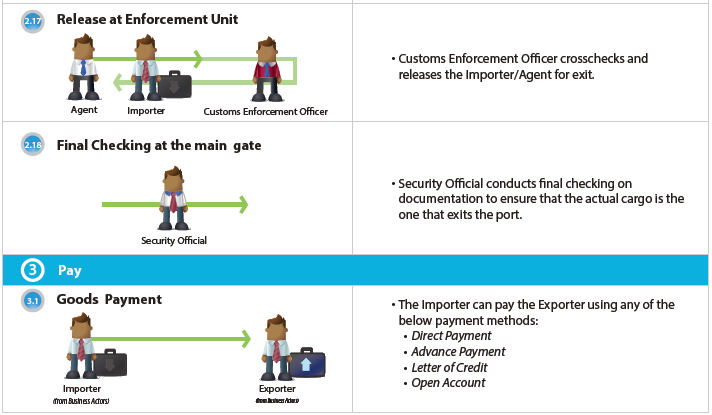 2.17 Release at Enforcement Unit
Agent Importer Customs Enforcement Officer
• Customs Enforcement Officer crosschecks and
releases the Importer/Agent for exit.
2.18 Final Checking at the main gate
Security Official
• Security Official conducts final checking on
documentation to ensure that the actual cargo is the
one that exits the port.
3 Pay
3.1 Goods Payment
Importer Exporter
(from Business Actors) (from Business Actors)
• The Importer can pay the Exporter using any of the
below payment methods:
• Direct Payment
• Advance Payment
• Letter of Credit
• Open Account